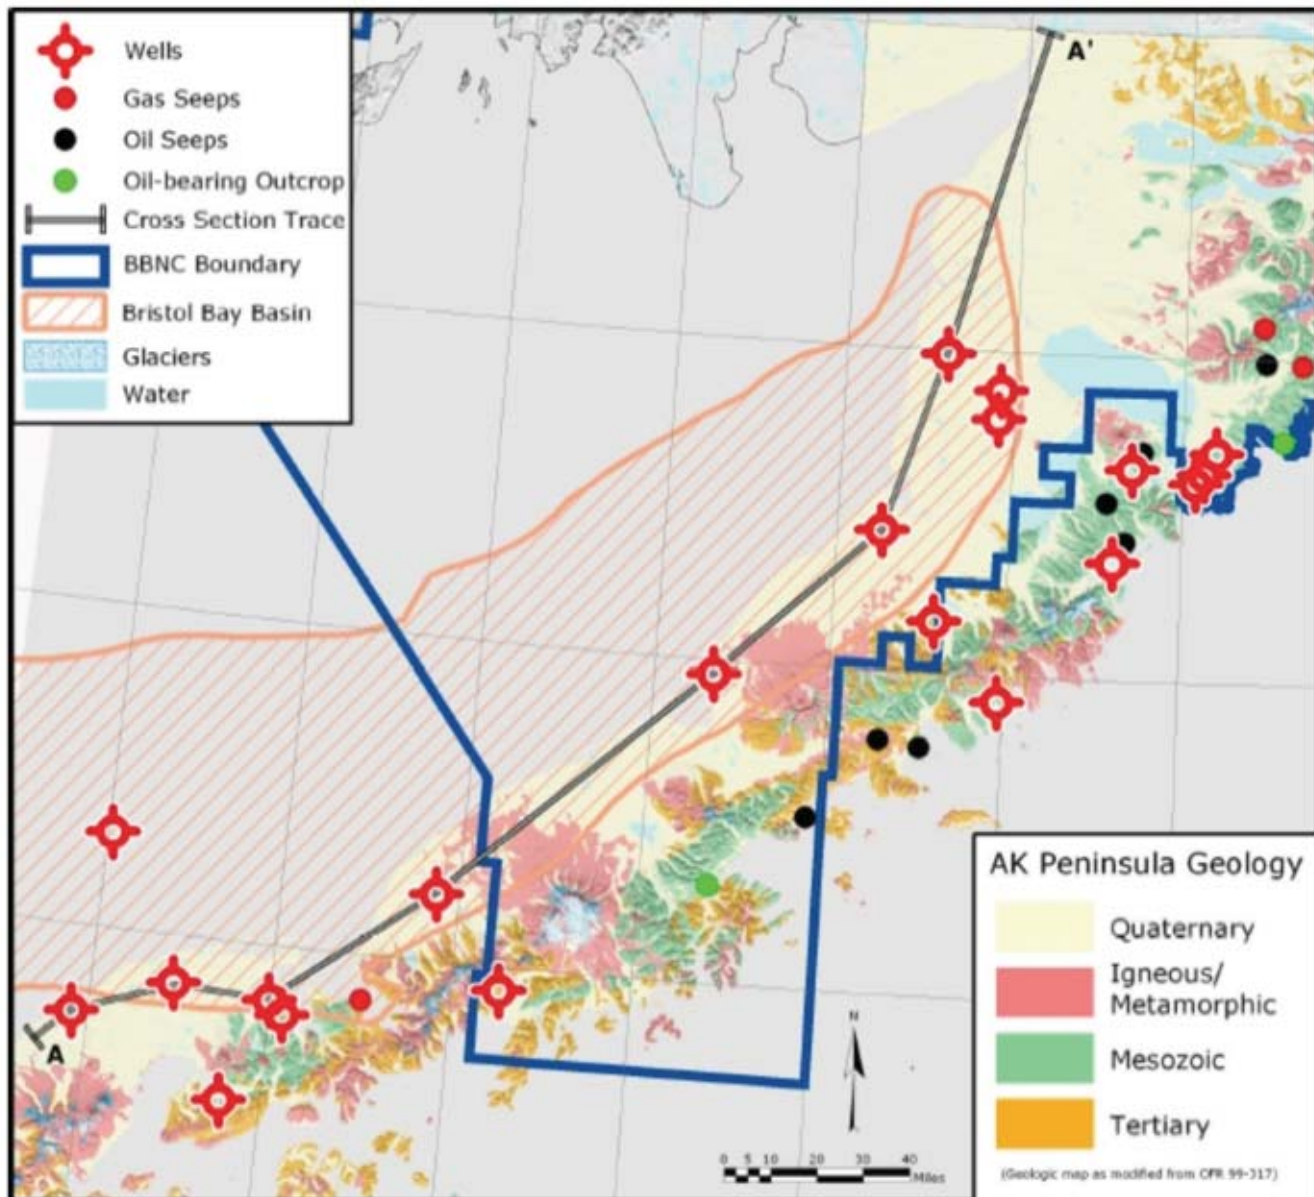 Wells
Gas Seeps
Oil Seeps
Oil-bearing Outcrop
Cross Section Trace
BBNC Boundary
Bristol Bay Basin
Glaciers
Water
A'
A
N
0 5 10 20 30 40
Miles
AK Peninsula Geology
Quaternary
Igneous/
Metamorphic
Mesozoic
Tertiary
(Geologic map as modified from OFR 99-317)